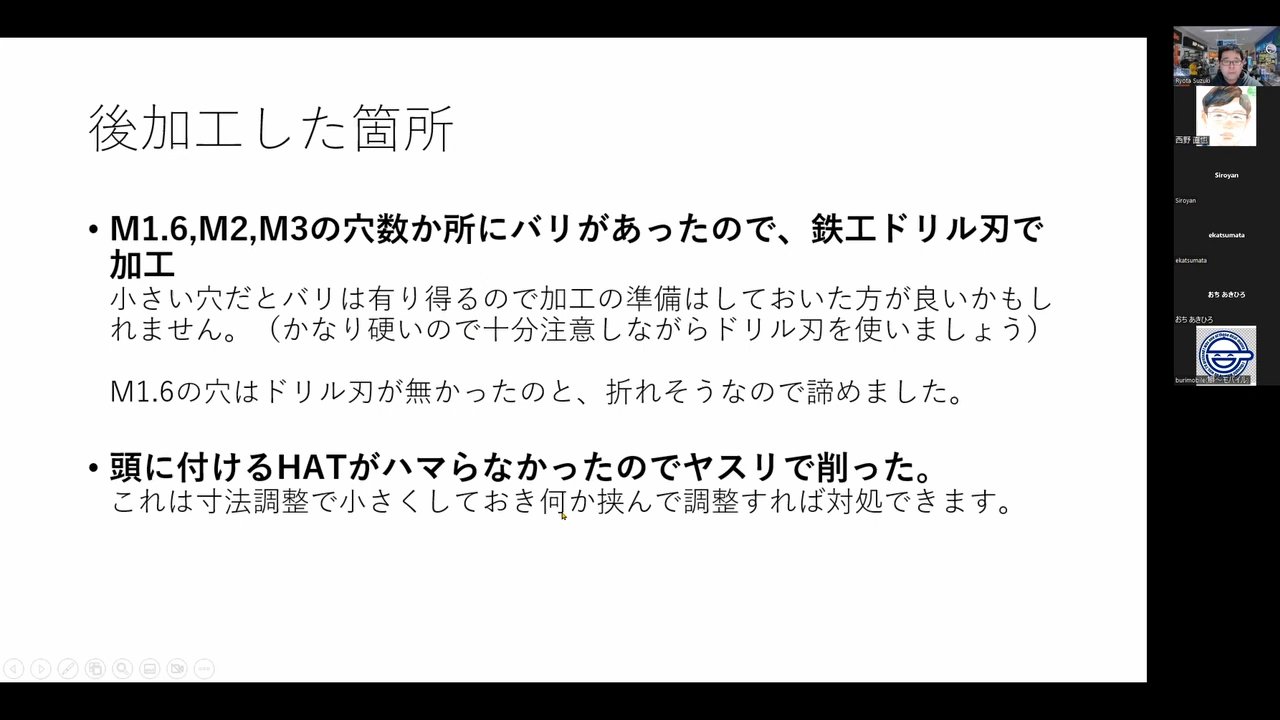 後加工した箇所
• M1.6,M2,M3の穴数か所にバリがあったので、鉄工ドリル刃で
加工
小さい穴だとバリは有り得るので加工の準備はしておいた方が良いかもし
れません。（かなり硬いので十分注意しながらドリル刃を使いましょう）
M1.6の穴はドリル刃が無かったのと、折れそうなので諦めました。
• 頭に付けるHATがハマらなかったのでヤスリで削った。
これは寸法調整で小さくしておき何か挟んで調整すれば対処できます。
Ryota Suzuki
西野 直也
Siroyan
Siroyan
ekatsumata
ekatsumata
おち あきひろ
おち あきひろ